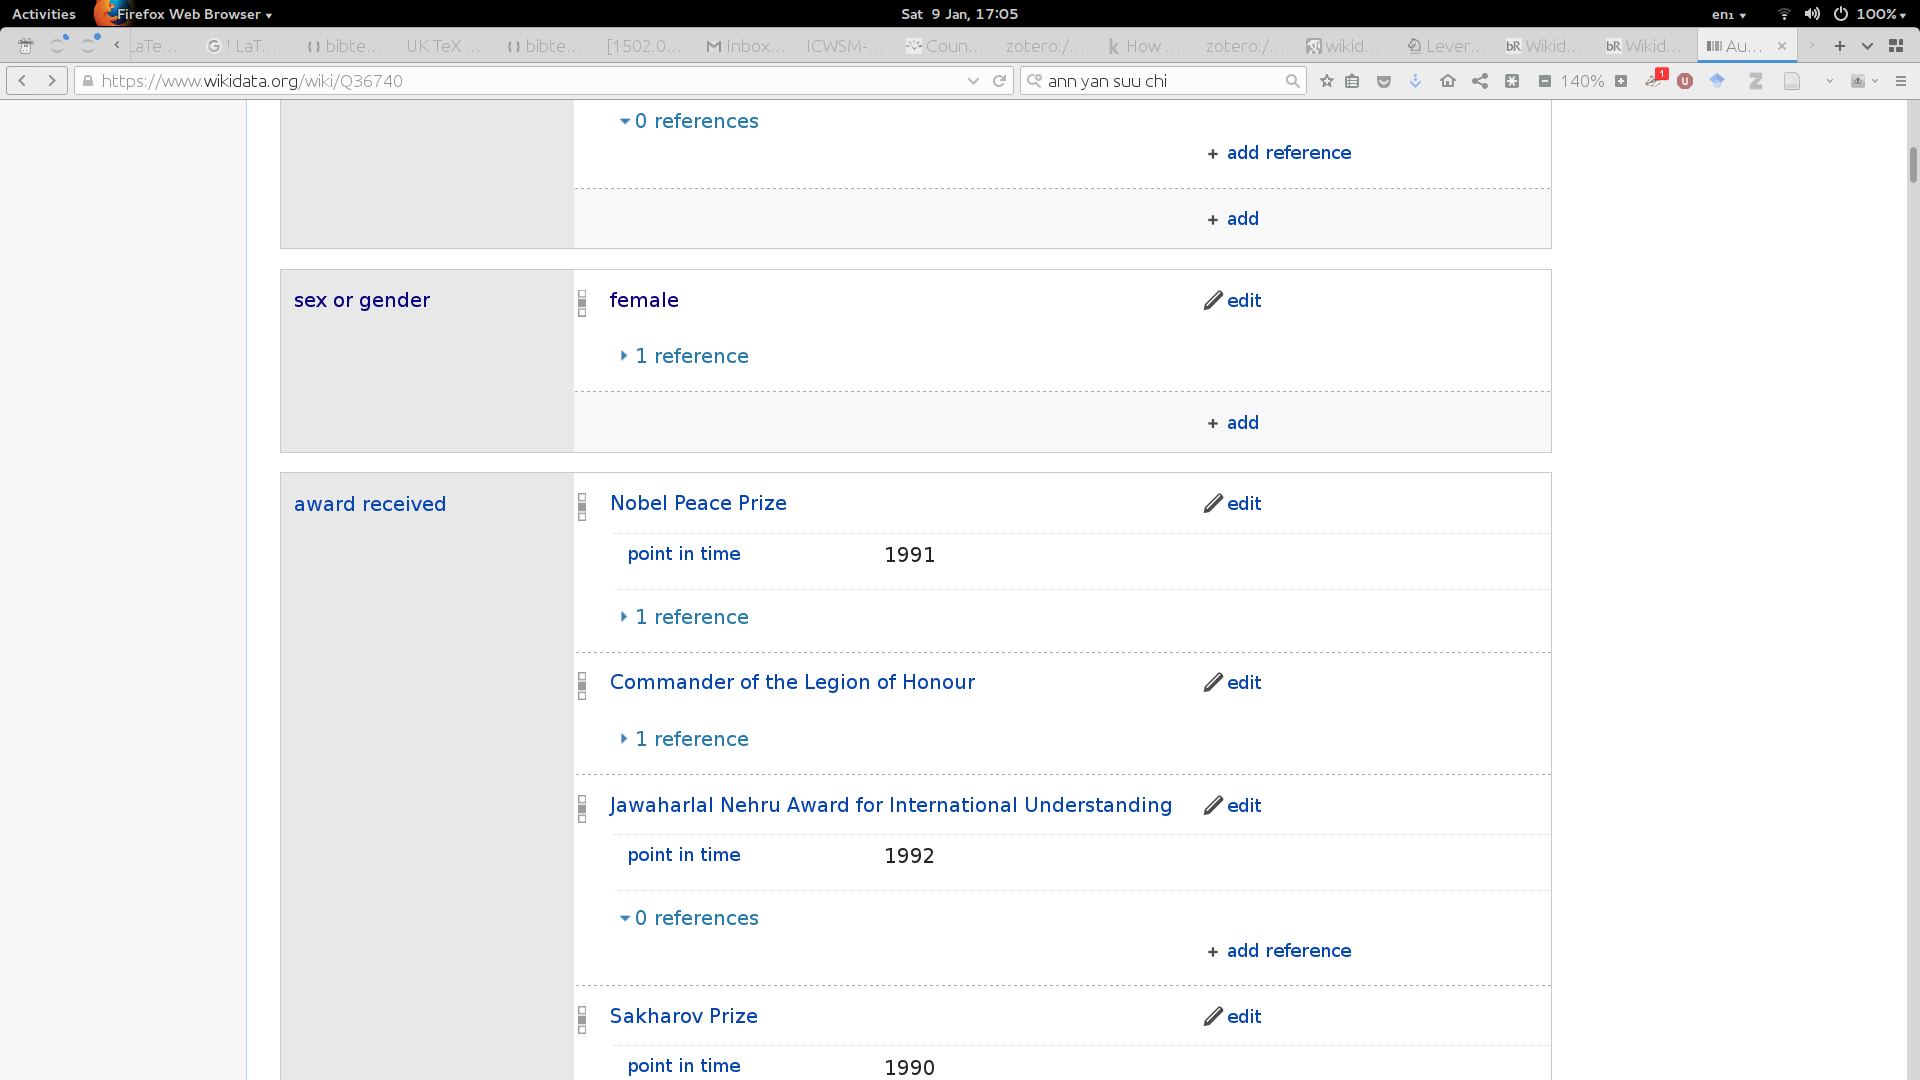 Activities Firefox Web Browser Sat 9 Jan, 17:05 en₁ 100%
LaTe... ! LaT... bibte... UK TeX ... bibte... [1502.0... Inbox... ICWSM-... Coun... zotero:/... How ... zotero:/... wikid... Lever... Wikid... Wikid... Au...
https://www.wikidata.org/wiki/Q36740 ann yan suu chi 140% 1
0 references
+ add reference
+ add
sex or gender female edit
1 reference
+ add
award received Nobel Peace Prize edit
point in time 1991
1 reference
Commander of the Legion of Honour edit
1 reference
Jawaharlal Nehru Award for International Understanding edit
point in time 1992
0 references
+ add reference
Sakharov Prize edit
point in time 1990